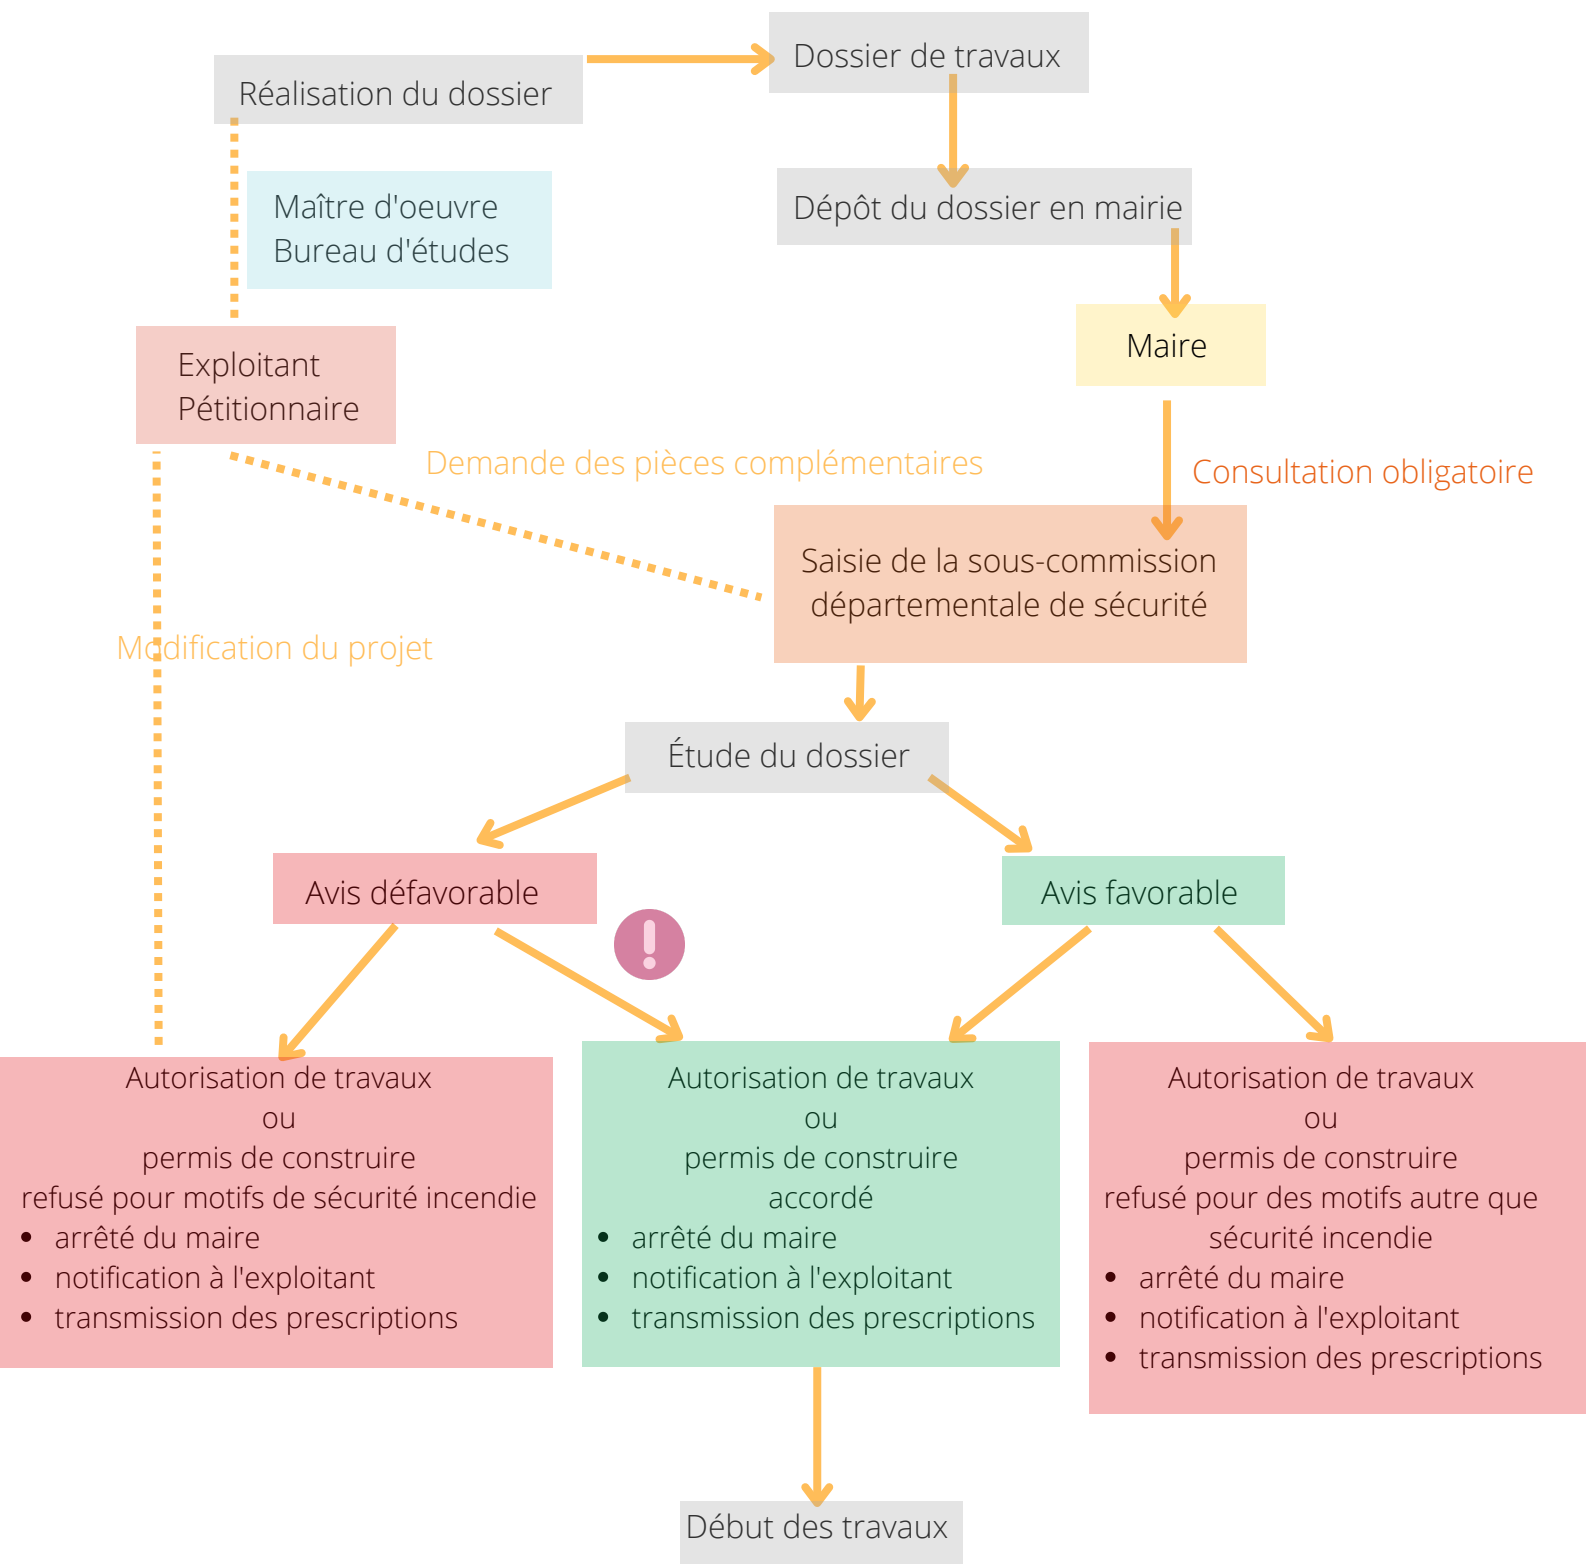 Dossier de travaux
Réalisation du dossier
Maître d'oeuvre
Bureau d'études
Dépôt du dossier en mairie
Maire
Exploitant
Pétitionnaire
Demande des pièces complémentaires
Consultation obligatoire
Saisie de la sous-commission
départementale de sécurité
Modification du projet
Étude du dossier
Avis défavorable
Avis favorable
Autorisation de travaux
ou
permis de construire
refusé pour motifs de sécurité incendie
• arrêté du maire
• notification à l'exploitant
• transmission des prescriptions
Autorisation de travaux
ou
permis de construire
accordé
• arrêté du maire
• notification à l'exploitant
• transmission des prescriptions
Autorisation de travaux
ou
permis de construire
refusé pour des motifs autre que
sécurité incendie
• arrêté du maire
• notification à l'exploitant
• transmission des prescriptions
Début des travaux